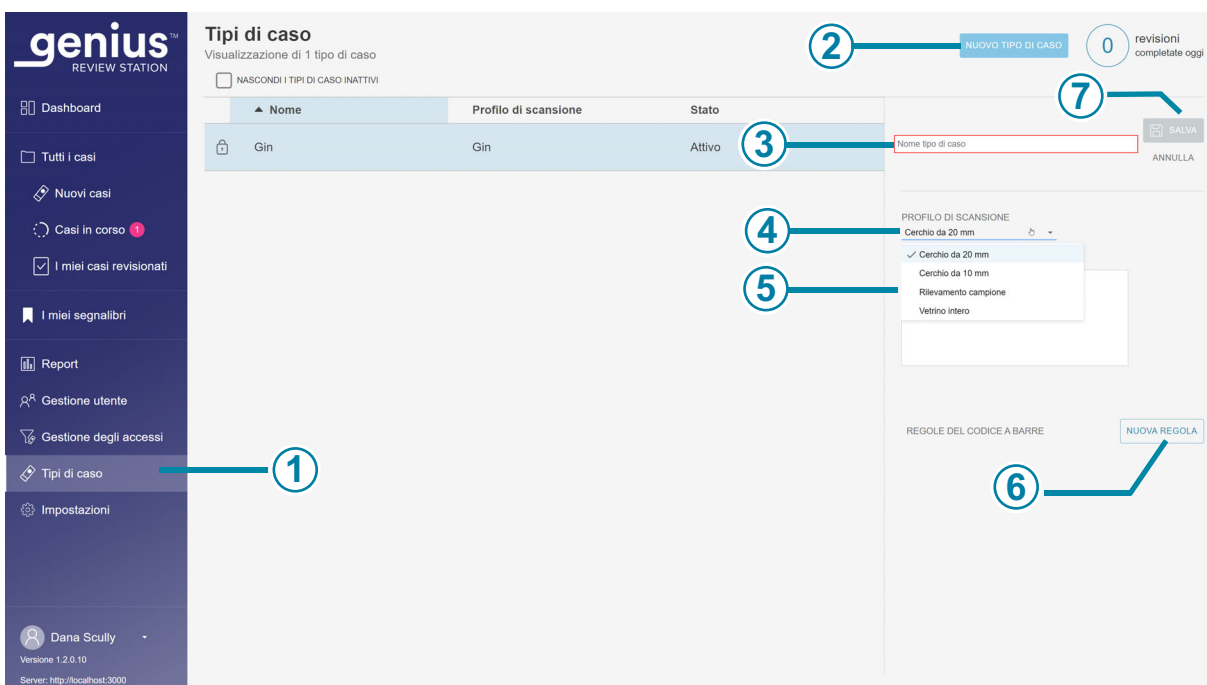 genius™
REVIEW STATION
Dashboard
Tutti i casi
Nuovi casi
Casi in corso 1
I miei casi revisionati
I miei segnalibri
Report
Gestione utente
Gestione degli accessi
Tipi di caso
Impostazioni
Dana Scully
Versione 1.2.0.10
Server: http://localhost:3000
Tipi di caso
Visualizzazione di 1 tipo di caso
NASCONDI I TIPI DI CASO INATTIVI
NUOVO TIPO DI CASO
0 revisioni
completate oggi
Nome Profilo di scansione Stato
Gin Gin Attivo
Nome tipo di caso
SALVA
ANNULLA
PROFILO DI SCANSIONE
Cerchio da 20 mm
Cerchio da 20 mm
Cerchio da 10 mm
Rilevamento campione
Vetrino intero
REGOLE DEL CODICE A BARRE
NUOVA REGOLA
1
2
3
4
5
6
7